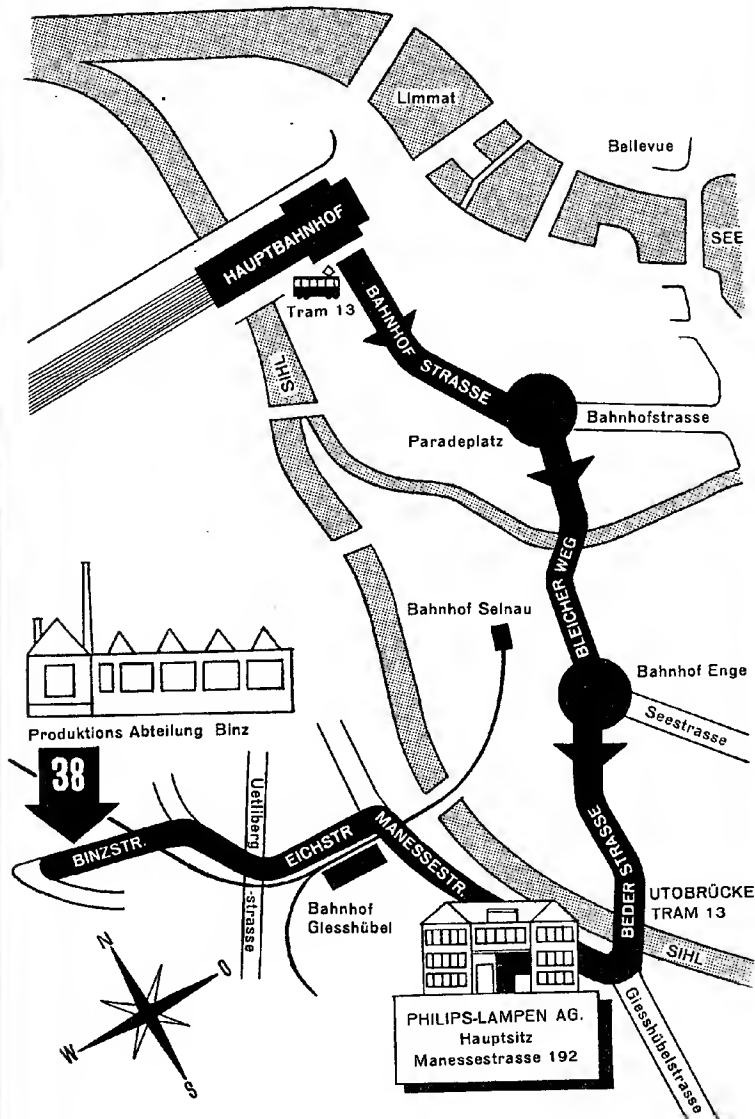 Limmat
Bellevue
SEE
HAUPTBAHNHOF
Tram 13
BAHNHOF STRASSE
SIHL
Paradeplatz
Bahnhofstrasse
BLEICHER WEG
Bahnhof Selnau
Bahnhof Enge
Seestrasse
Produktions Abteilung Binz
38
BINZSTR.
Uetliberg
-strasse
EICHSTR
MANESSESTR.
Bahnhof
Giesshübel
BEDER STRASSE
UTOBRÜCKE
TRAM 13
SIHL
Giesshübelstrasse
N
O
W
S
PHILIPS-LAMPEN AG.
Hauptsitz
Manessestrasse 192